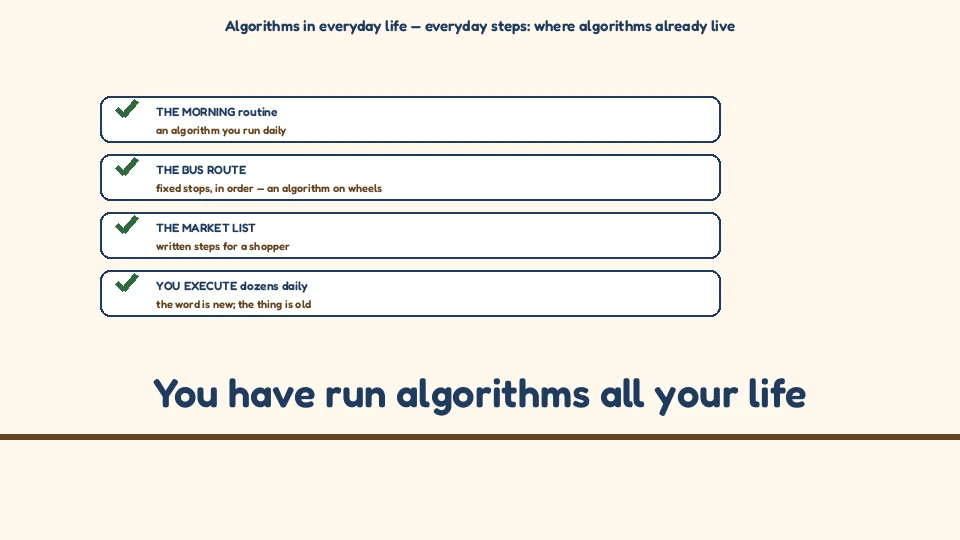 Algorithms in everyday life — everyday steps: where algorithms already live
THE MORNING routine
an algorithm you run daily
THE BUS ROUTE
fixed stops, in order — an algorithm on wheels
THE MARKET LIST
written steps for a shopper
YOU EXECUTE dozens daily
the word is new; the thing is old
You have run algorithms all your life